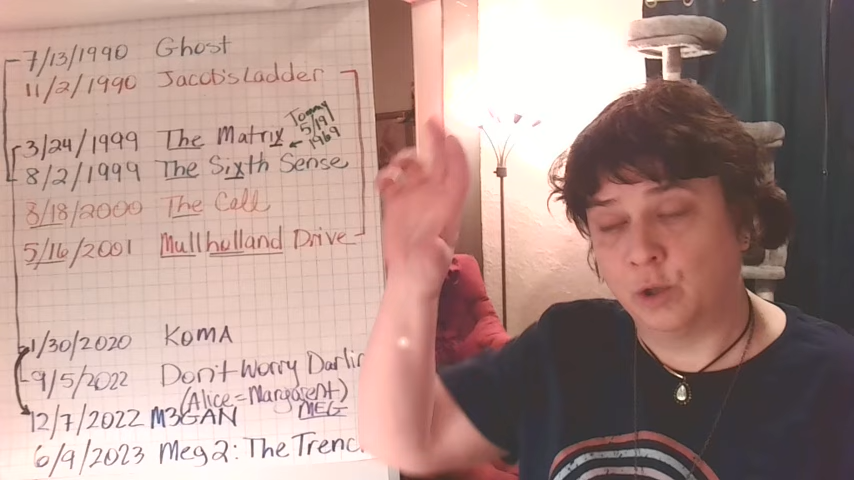 7/13/1990 Ghost
11/2/1990 Jacob's Ladder
Tommy
5/19/
1969
3/24/1999 The Matrix
8/2/1999 The Sixth Sense
8/18/2000 The Cell
5/16/2001 Mullholland Drive
1/30/2020 KOMA
9/5/2022 Don't Worry Darlin
(Alice = Margaret)
MEG
12/7/2022 M3GAN
6/9/2023 Meg 2: The Trenc